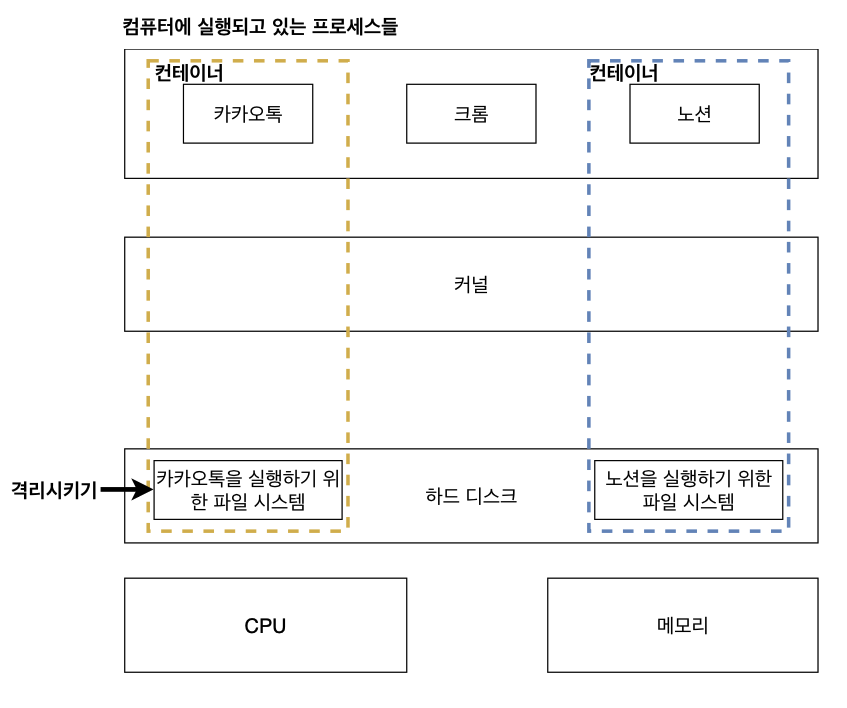 컴퓨터에 실행되고 있는 프로세스들
컨테이너
컨테이너
카카오톡
크롬
노션
커널
격리시키기
카카오톡을 실행하기 위
한 파일 시스템
하드 디스크
노션을 실행하기 위한
파일 시스템
CPU
메모리